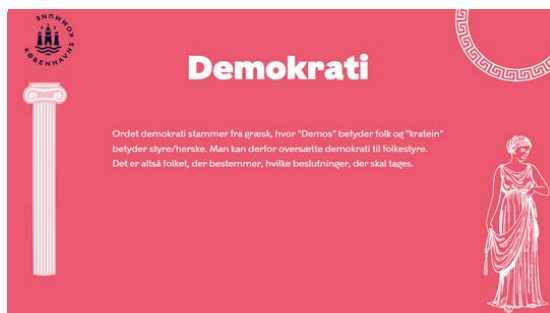 KØBENHAVNS KOMMUNE
Demokrati
Ordet demokrati stammer fra græsk, hvor "Demos" betyder folk og "kratein"
betyder styre/herske. Man kan derfor oversætte demokrati til folkestyre.
Det er altså folket, der bestemmer, hvilke beslutninger, der skal tages.